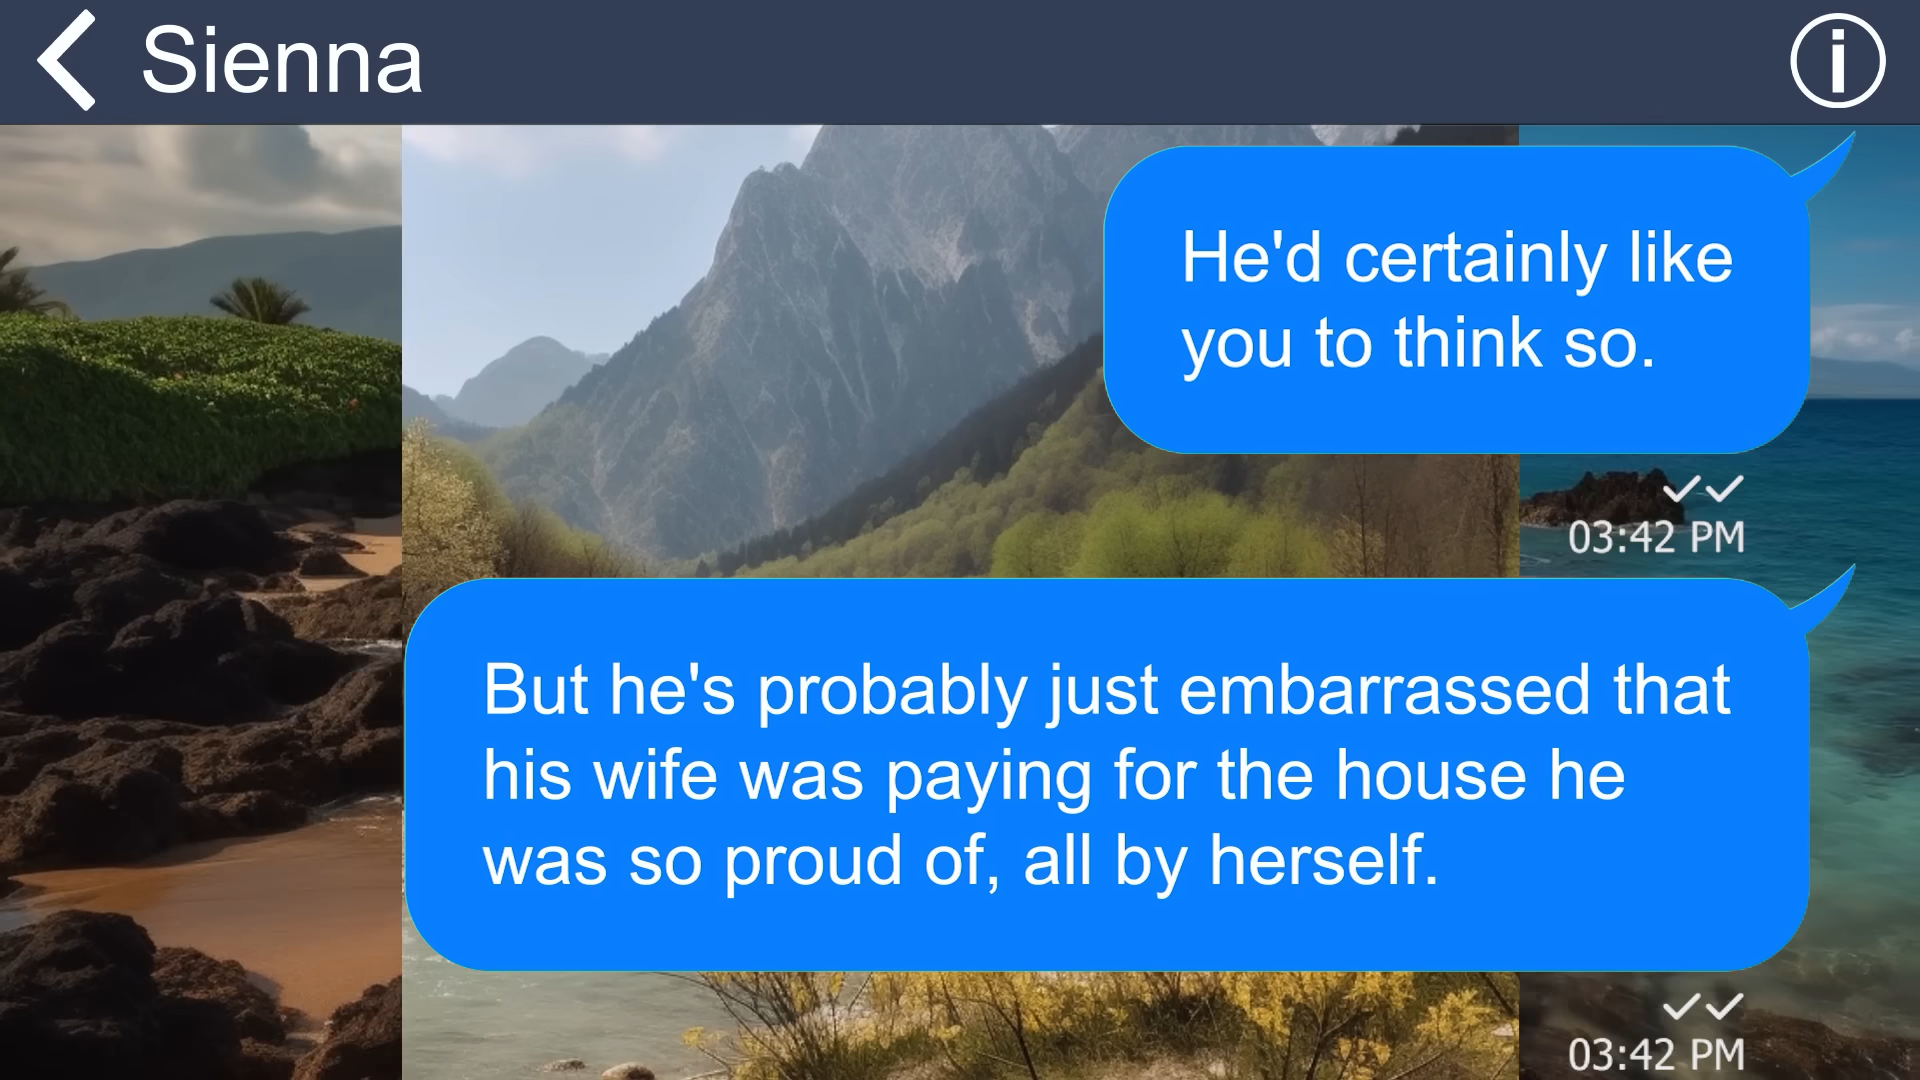 Sienna
He'd certainly like
you to think so.
03:42 PM
But he's probably just embarrassed that
his wife was paying for the house he
was so proud of, all by herself.
03:42 PM